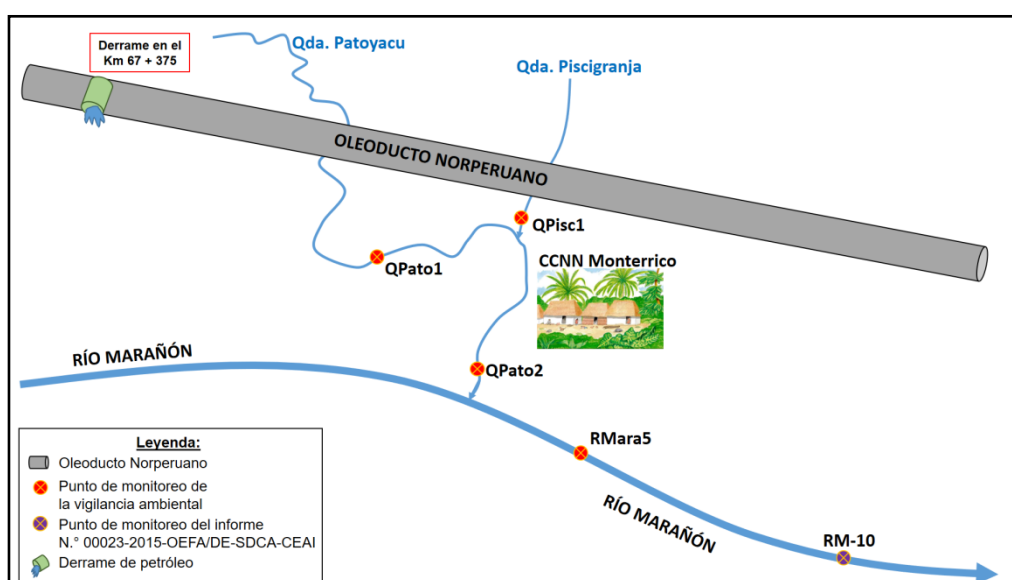 Derrame en el
Km 67 + 375
Qda. Patoyacu
Qda. Piscigranja
OLEODUCTO NORPERUANO
QPisc1
QPato1
CCNN Monterrico
RÍO MARAÑÓN
QPato2
RMara5
RÍO MARAÑÓN
RM-10
Leyenda:
Oleoducto Norperuano
Punto de monitoreo de
la vigilancia ambiental
Punto de monitoreo del informe
N.° 00023-2015-OEFA/DE-SDCA-CEAI
Derrame de petróleo